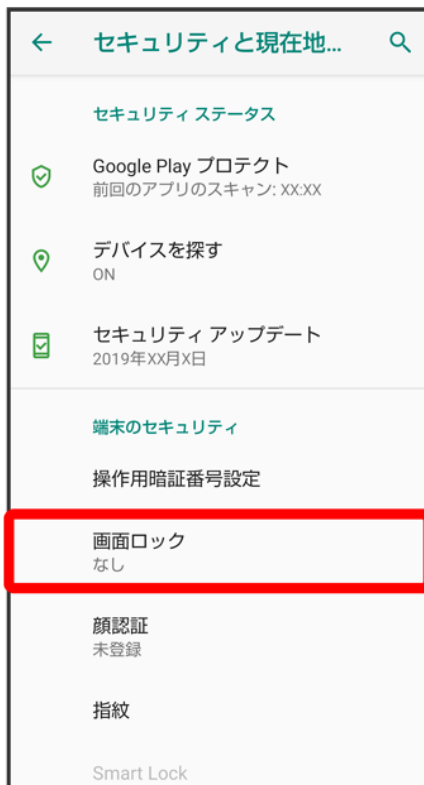 セキュリティと現在地...
セキュリティ ステータス
Google Play プロテクト
前回のアプリのスキャン: XX:XX
デバイスを探す
ON
セキュリティ アップデート
2019年XX月X日
端末のセキュリティ
操作用暗証番号設定
画面ロック
なし
顔認証
未登録
指紋
Smart Lock